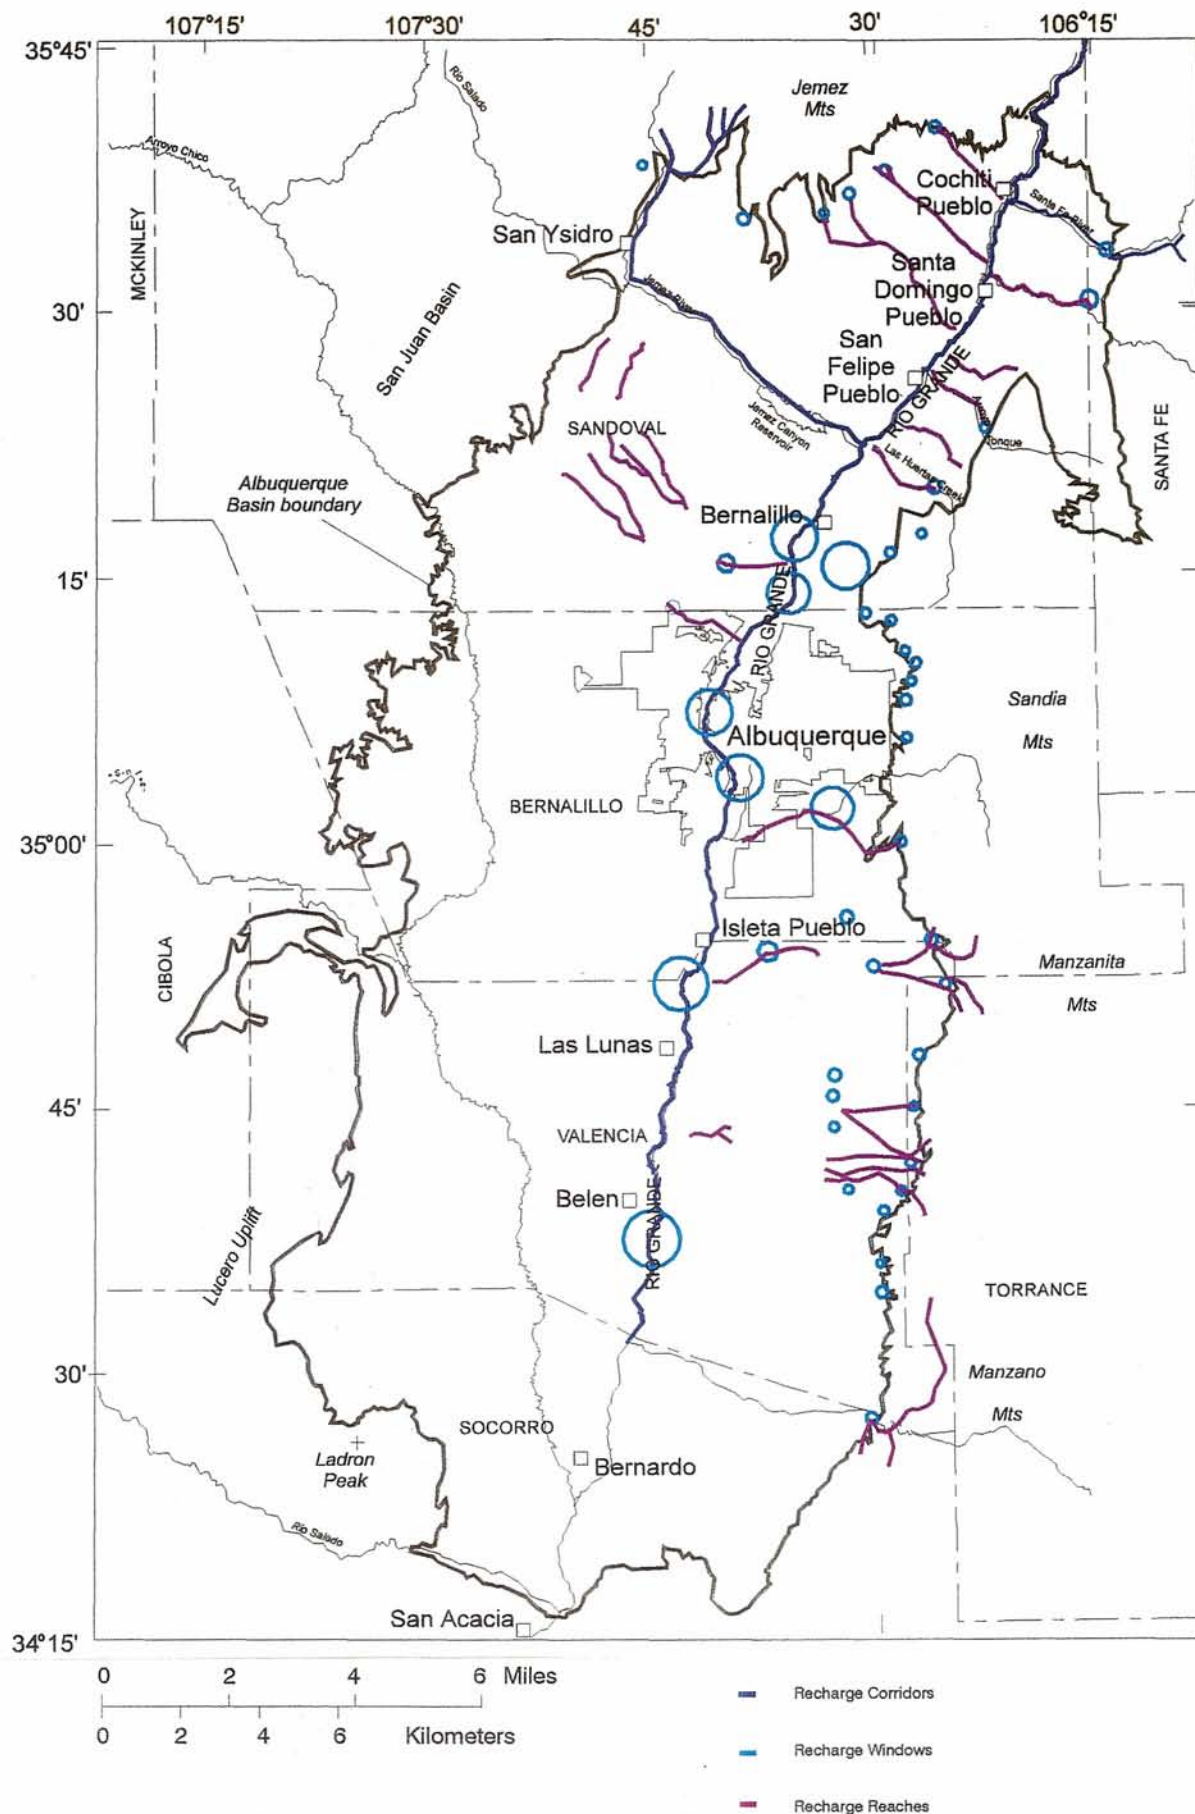 107°15'
107°30'
45'
30'
106°15'
35°45'
Rio Salado
Jemez
Mts
Arroyo Chico
MCKINLEY
Cochiti
Pueblo
Santa Fe River
San Ysidro
Santa
Domingo
Pueblo
Jemez River
30'
San Juan Basin
San
Felipe
Pueblo
RIO GRANDE
SANDOVAL
Jemez Canyon
Reservoir
Tonque
Las Huertas Creek
SANTA FE
Albuquerque
Basin boundary
Bernalillo
15'
RIO GRANDE
Sandia
Mts
Albuquerque
BERNALILLO
35°00'
Isleta Pueblo
CIBOLA
Manzanita
Mts
Las Lunas
45'
VALENCIA
Belen
RIO GRANDE
Lucero Uplift
TORRANCE
30'
Manzano
Mts
SOCORRO
Ladron
Peak
Bernardo
Rio Salado
San Acacia
34°15'
0 2 4 6 Miles
0 2 4 6 Kilometers
Recharge Corridors
Recharge Windows
Recharge Reaches